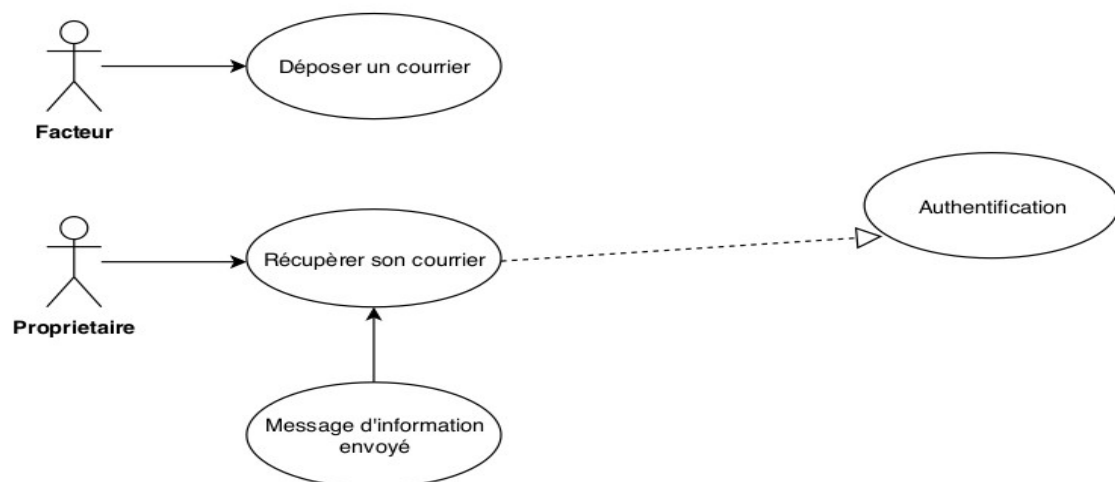 Déposer un courrier
Facteur
Authentification
Récupèrer son courrier
Proprietaire
Message d'information
envoyé